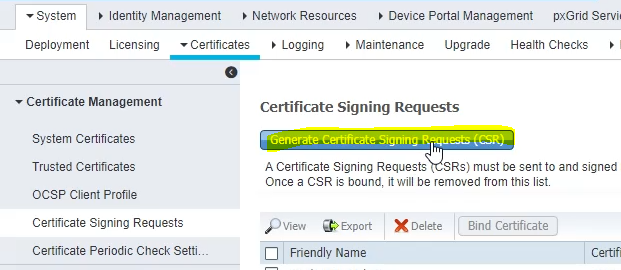 System Identity Management Network Resources Device Portal Management pxGrid Servi
Deployment Licensing Certificates Logging Maintenance Upgrade Health Checks
Certificate Management
System Certificates
Trusted Certificates
OCSP Client Profile
Certificate Signing Requests
Certificate Periodic Check Setti...
Certificate Signing Requests
Generate Certificate Signing Requests (CSR)
A Certificate Signing Requests (CSRs) must be sent to and signed
Once a CSR is bound, it will be removed from this list.
View Export Delete Bind Certificate
Friendly Name Certifi